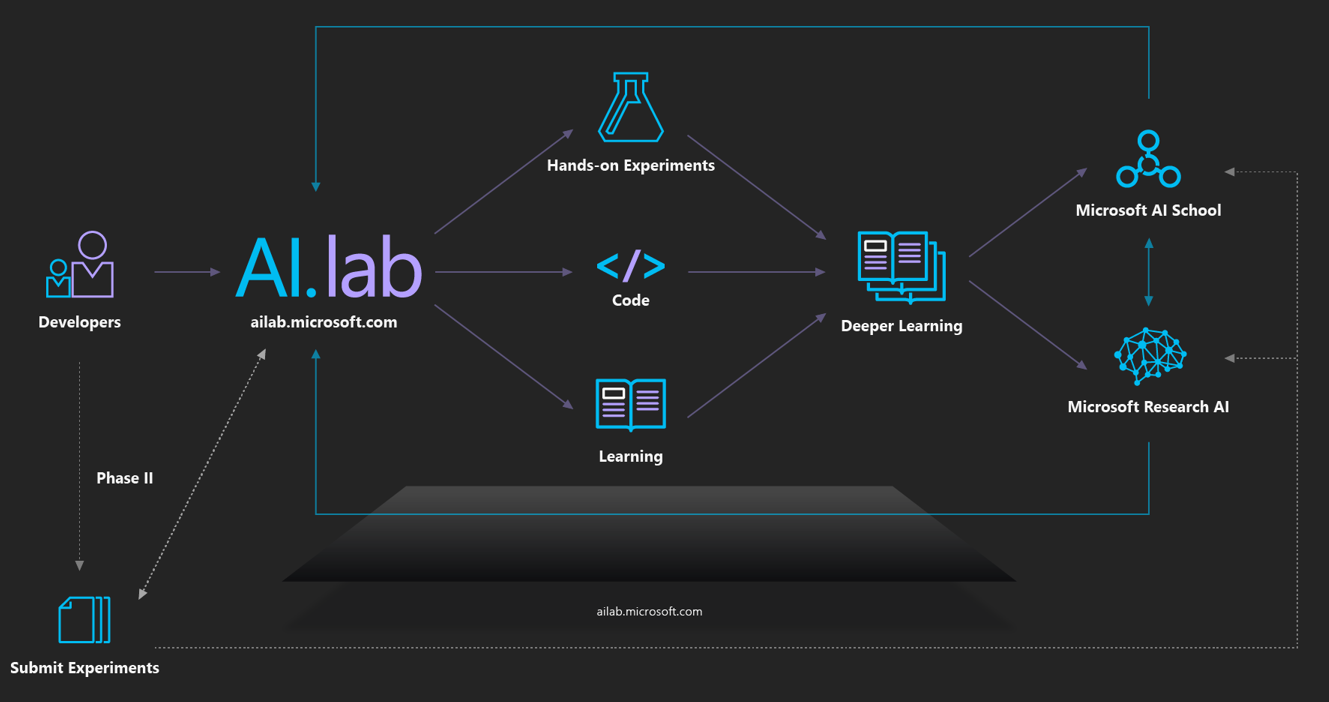 Hands-on Experiments
Microsoft AI School
AI.lab
</>
Code
Developers
ailab.microsoft.com
Deeper Learning
Microsoft Research AI
Learning
Phase II
ailab.microsoft.com
Submit Experiments